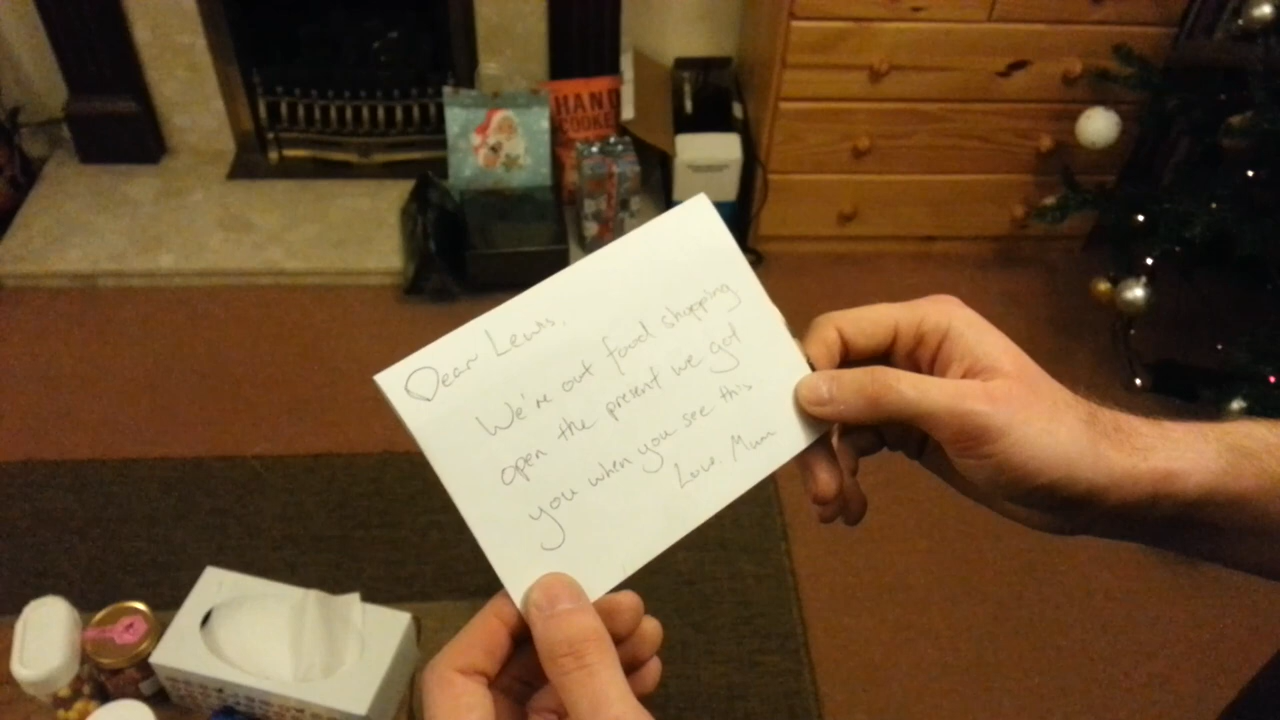 Dear Lewis,
We're out food shopping
open the present we got
you when you see this.
Love, Mum
HAND
COOKE